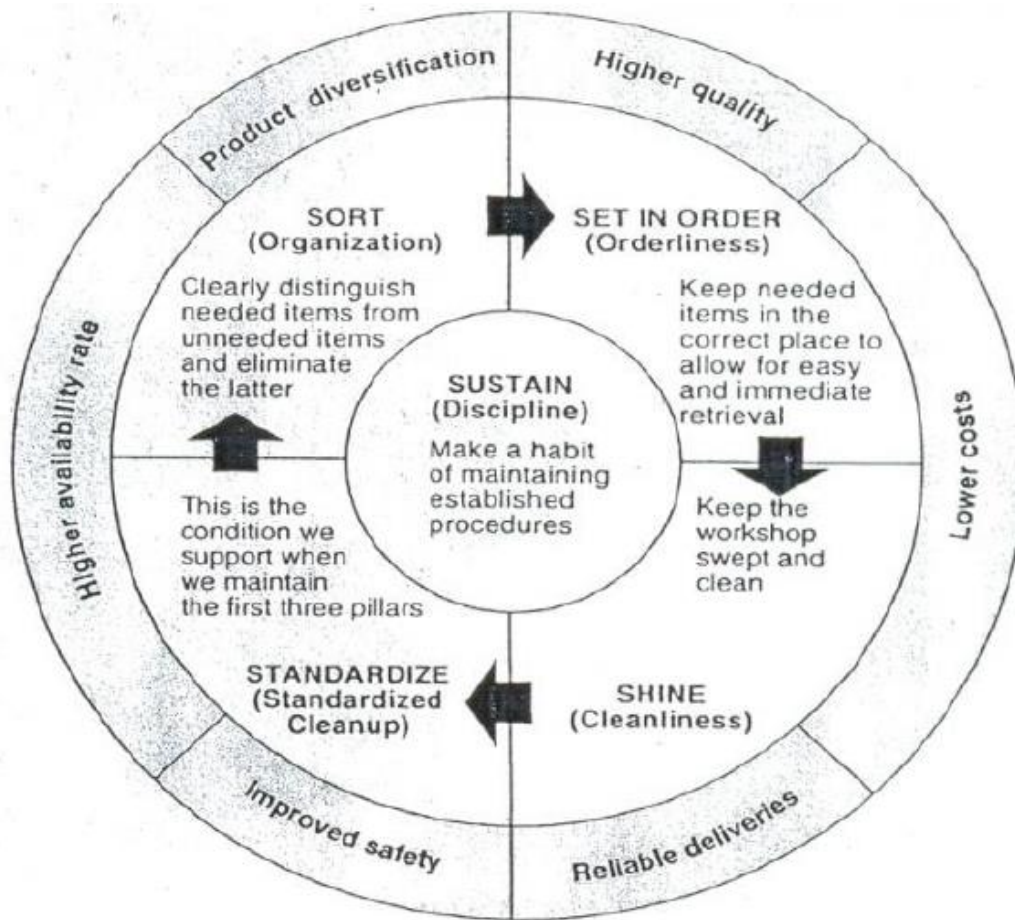 Product diversification
Higher quality
SORT
(Organization)
Clearly distinguish
needed items from
unneeded items
and eliminate
the latter
SET IN ORDER
(Orderliness)
Keep needed
items in the
correct place to
allow for easy
and immediate
retrieval
Higher availability rate
SUSTAIN
(Discipline)
Make a habit
of maintaining
established
procedures
Lower costs
This is the
condition we
support when
we maintain
the first three pillars
STANDARDIZE
(Standardized
Cleanup)
Keep the
workshop
swept and
clean
SHINE
(Cleanliness)
Improved safety
Reliable deliveries